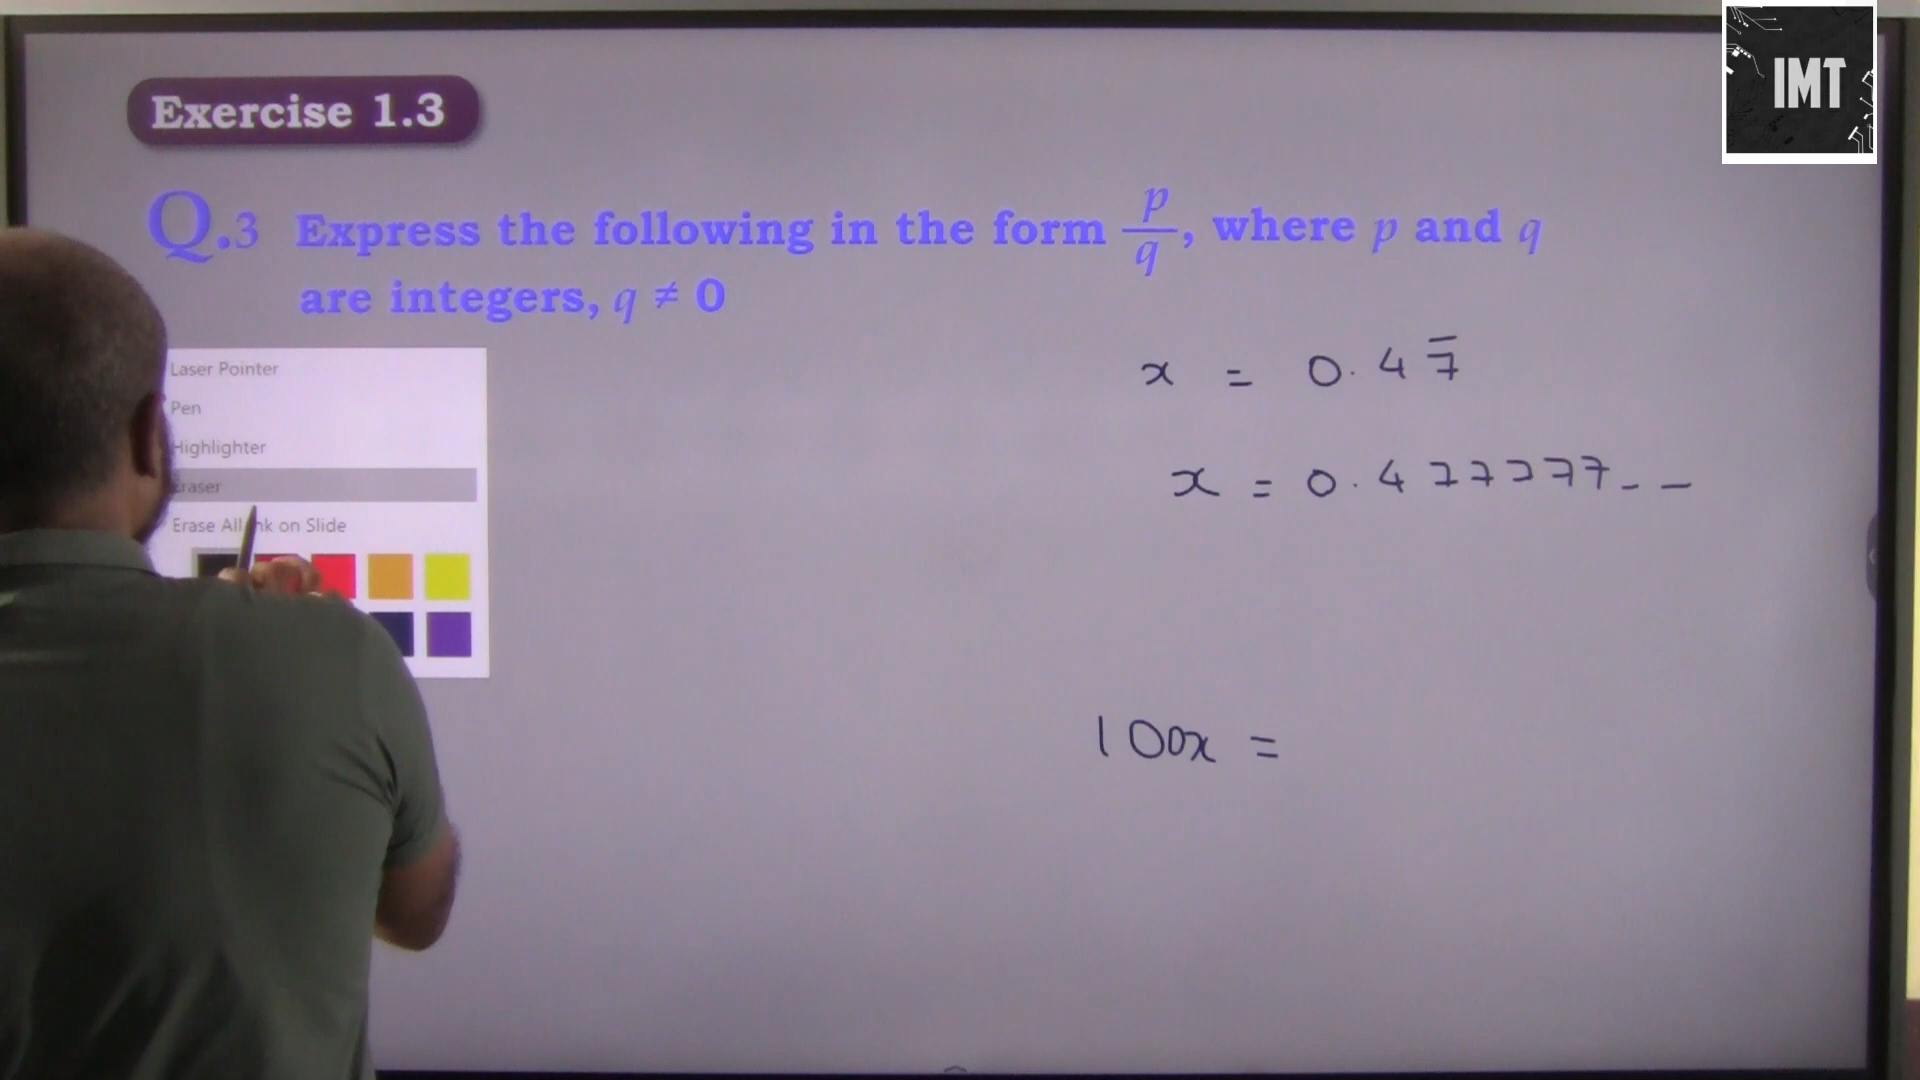 IMT
Exercise 1.3
Q.3 Express the following in the form p/q, where p and q
are integers, q ≠ 0
Laser Pointer
Pen
Highlighter
Eraser
Erase All Ink on Slide
x = 0.47̅
x = 0.477777--
100x =